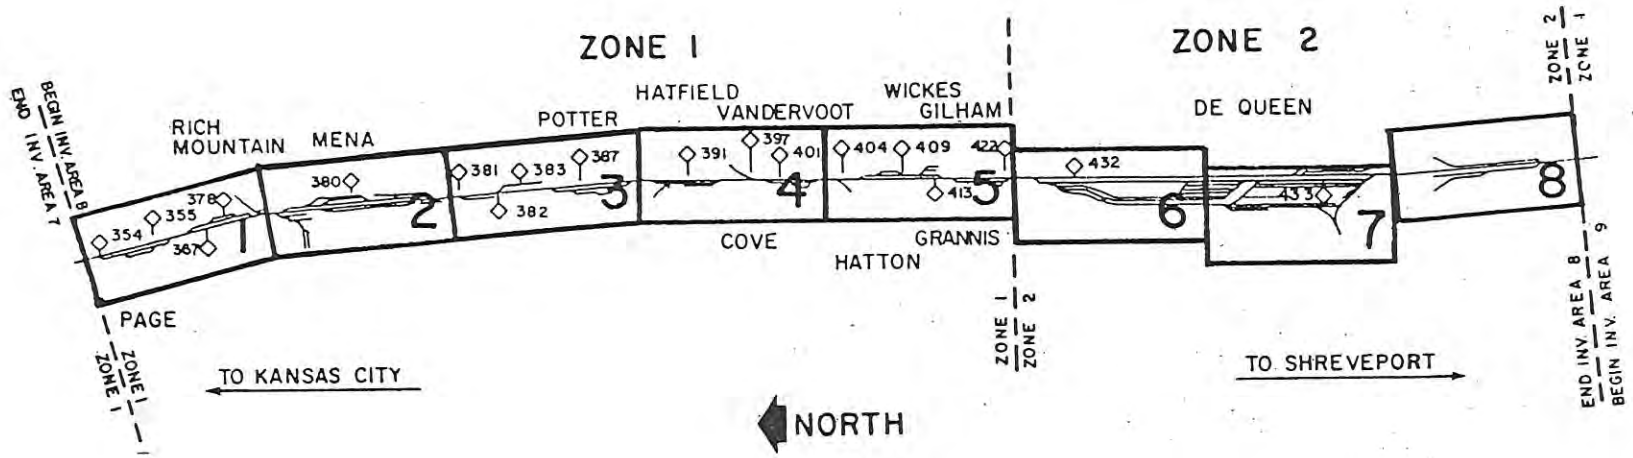 ZONE 1
ZONE 2
ZONE 2
ZONE 1
BEGIN INV. AREA 8
END INV. AREA 7
RICH
MOUNTAIN
MENA
POTTER
HATFIELD
VANDERVOOT
WICKES
GILHAM
DE QUEEN
354
355
367
378
1
380
2
381
382
383
387
3
391
397
401
4
404
409
413
422
5
432
6
433
7
8
PAGE
COVE
HATTON
GRANNIS
ZONE 1
ZONE 1
ZONE 1
ZONE 2
END INV. AREA 8
BEGIN INV. AREA 9
TO KANSAS CITY
TO SHREVEPORT
NORTH